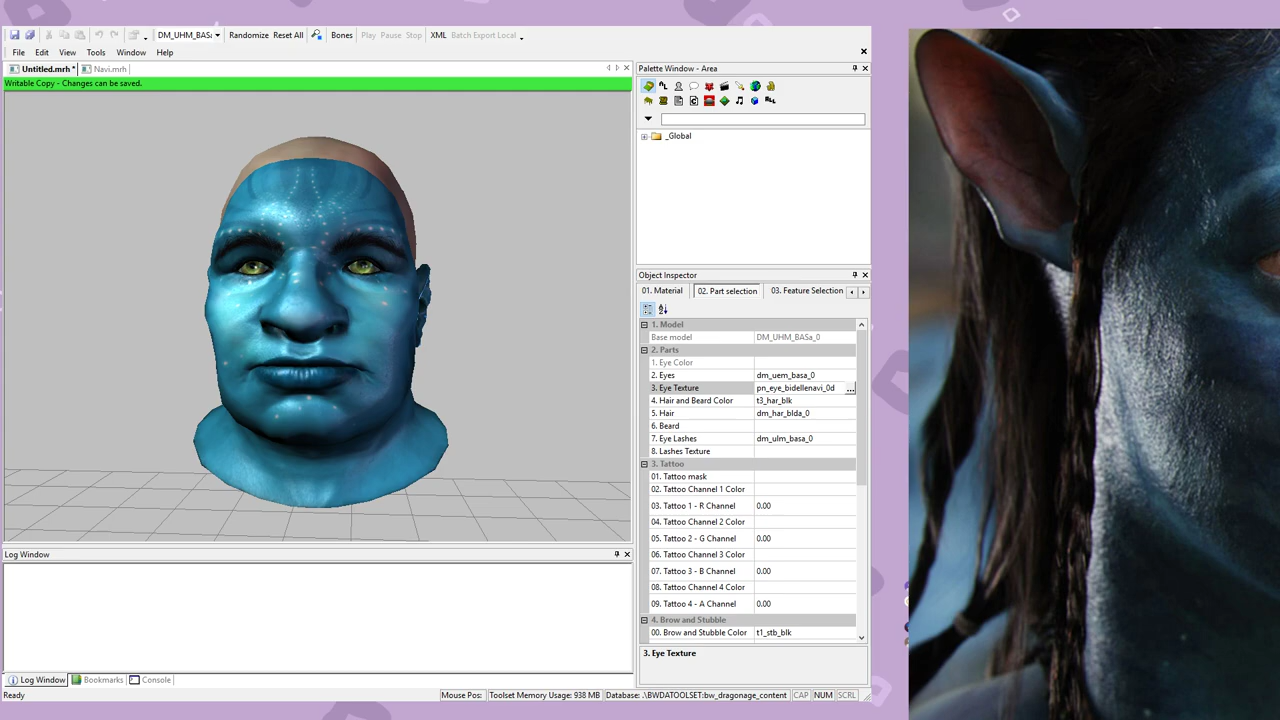 DM_UHM_BASa Randomize Reset All Bones Play Pause Stop XML Batch Export Local
File Edit View Tools Window Help
Untitled.mrh * Navi.mrh
Writable Copy - Changes can be saved.
Palette Window - Area
_Global
Object Inspector
01. Material 02. Part selection 03. Feature Selection
1. Model
Base model DM_UHM_BASa_0
2. Parts
1. Eye Color
2. Eyes dm_uem_basa_0
3. Eye Texture pn_eye_bidellenavi_0d ...
4. Hair and Beard Color t3_har_blk
5. Hair dm_har_blda_0
6. Beard
7. Eye Lashes dm_ulm_basa_0
8. Lashes Texture
3. Tattoo
01. Tattoo mask
02. Tattoo Channel 1 Color
03. Tattoo 1 - R Channel 0.00
04. Tattoo Channel 2 Color
05. Tattoo 2 - G Channel 0.00
06. Tattoo Channel 3 Color
07. Tattoo 3 - B Channel 0.00
08. Tattoo Channel 4 Color
09. Tattoo 4 - A Channel 0.00
4. Brow and Stubble
00. Brow and Stubble Color t1_stb_blk
3. Eye Texture
Log Window
Log Window Bookmarks Console
Ready Mouse Pos: Toolset Memory Usage: 938 MB Database: .\BWDATOOLSET:bw_dragonage_content CAP NUM SCRL